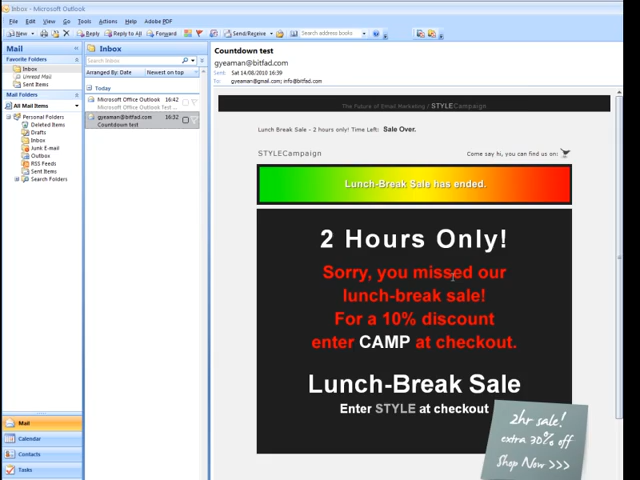 Inbox - Microsoft Outlook
File Edit View Go Tools Actions Help Adobe PDF
New Reply Reply to All Forward Send/Receive Search address books
Mail
Favorite Folders
Inbox
Unread Mail
Sent Items
Mail Folders
All Mail Items
Personal Folders
Deleted Items
Drafts
Inbox
Junk E-mail
Outbox
RSS Feeds
Sent Items
Search Folders
Mail
Calendar
Contacts
Tasks
Inbox
Search Inbox
Arranged By: Date Newest on top
Today
Microsoft Office Outlook 16:42
Microsoft Office Outlook Test ...
gyeaman@bitfad.com 16:32
Countdown test
Countdown test
gyeaman@bitfad.com
Sent: Sat 14/08/2010 16:39
To: gyeaman@gmail.com; info@bitfad.com
The Future of Email Marketing / STYLECampaign
Lunch Break Sale - 2 hours only! Time Left: Sale Over.
STYLECampaign
Come say hi, you can find us on:
Lunch-Break Sale has ended.
2 Hours Only!
Sorry, you missed our
lunch-break sale!
For a 10% discount
enter CAMP at checkout.
Lunch-Break Sale
Enter STYLE at checkout
2hr sale!
extra 30% off
Shop Now >>>